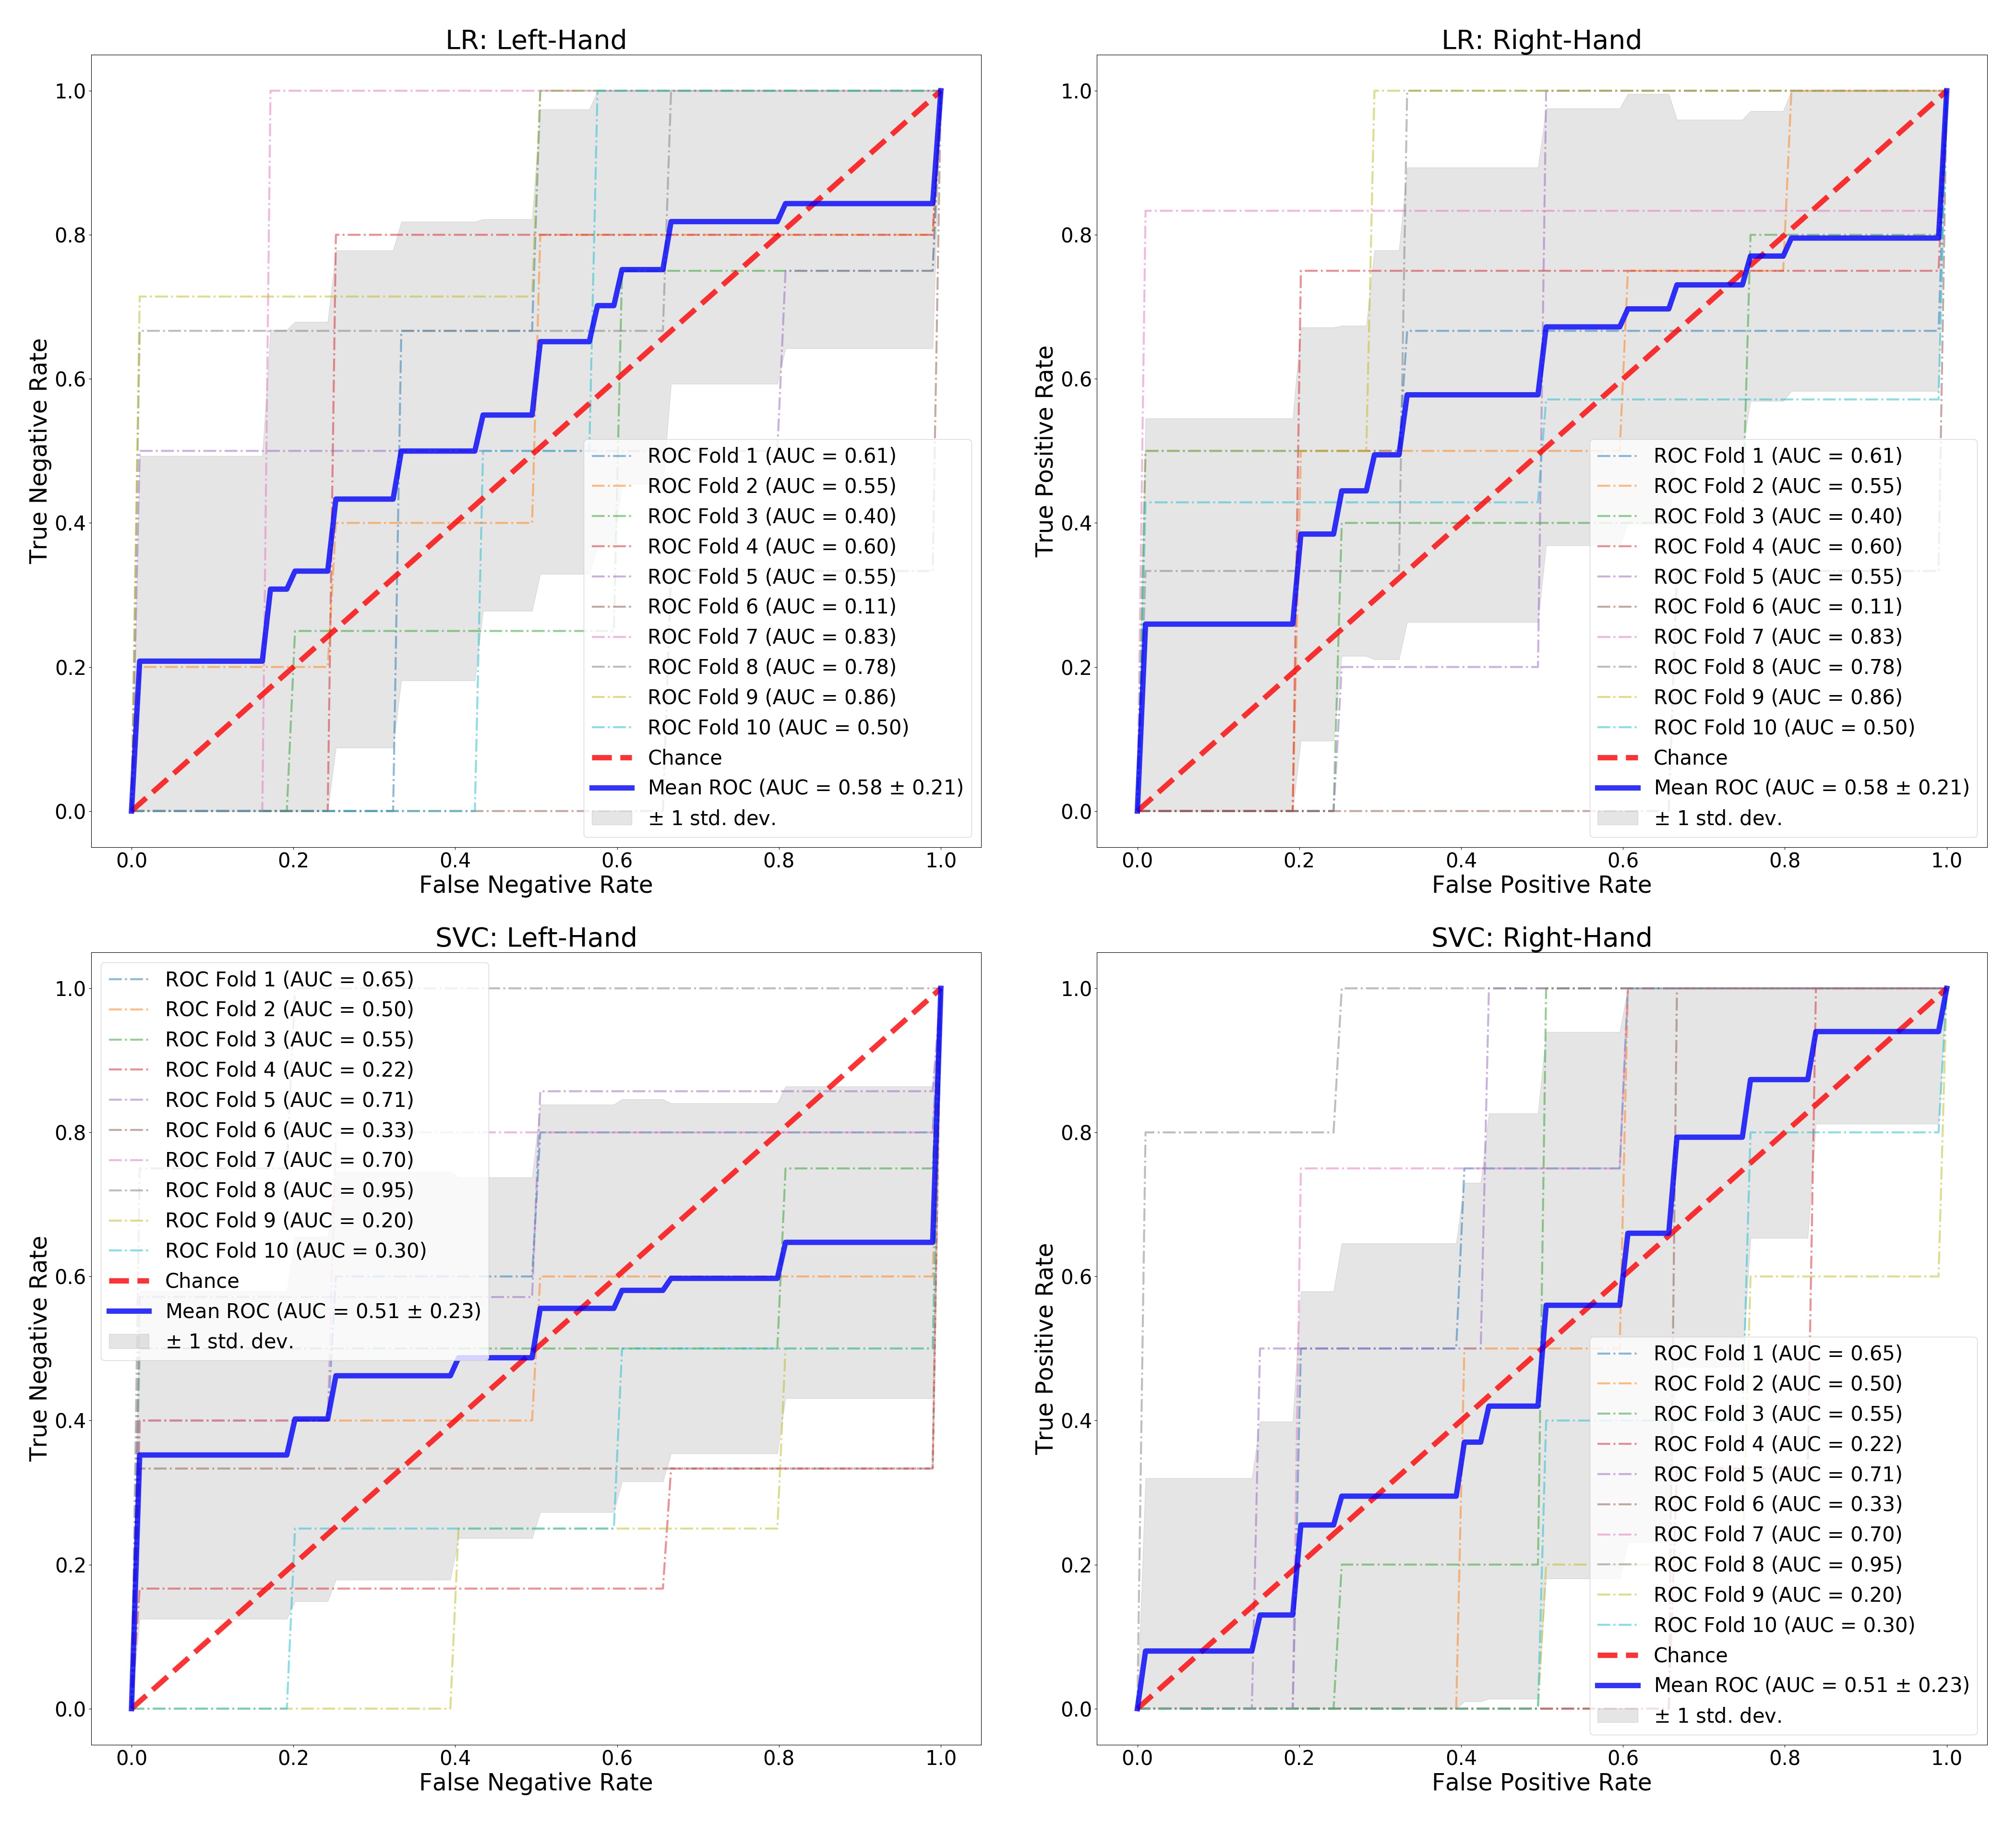 LR: Left-Hand
True Negative Rate
1.0
0.8
0.6
0.4
0.2
0.0
ROC Fold 1 (AUC = 0.61)
ROC Fold 2 (AUC = 0.55)
ROC Fold 3 (AUC = 0.40)
ROC Fold 4 (AUC = 0.60)
ROC Fold 5 (AUC = 0.55)
ROC Fold 6 (AUC = 0.11)
ROC Fold 7 (AUC = 0.83)
ROC Fold 8 (AUC = 0.78)
ROC Fold 9 (AUC = 0.86)
ROC Fold 10 (AUC = 0.50)
Chance
Mean ROC (AUC = 0.58 ± 0.21)
± 1 std. dev.
0.0 0.2 0.4 0.6 0.8 1.0
False Negative Rate
LR: Right-Hand
True Positive Rate
1.0
0.8
0.6
0.4
0.2
0.0
ROC Fold 1 (AUC = 0.61)
ROC Fold 2 (AUC = 0.55)
ROC Fold 3 (AUC = 0.40)
ROC Fold 4 (AUC = 0.60)
ROC Fold 5 (AUC = 0.55)
ROC Fold 6 (AUC = 0.11)
ROC Fold 7 (AUC = 0.83)
ROC Fold 8 (AUC = 0.78)
ROC Fold 9 (AUC = 0.86)
ROC Fold 10 (AUC = 0.50)
Chance
Mean ROC (AUC = 0.58 ± 0.21)
± 1 std. dev.
0.0 0.2 0.4 0.6 0.8 1.0
False Positive Rate
SVC: Left-Hand
True Negative Rate
1.0
0.8
0.6
0.4
0.2
0.0
ROC Fold 1 (AUC = 0.65)
ROC Fold 2 (AUC = 0.50)
ROC Fold 3 (AUC = 0.55)
ROC Fold 4 (AUC = 0.22)
ROC Fold 5 (AUC = 0.71)
ROC Fold 6 (AUC = 0.33)
ROC Fold 7 (AUC = 0.70)
ROC Fold 8 (AUC = 0.95)
ROC Fold 9 (AUC = 0.20)
ROC Fold 10 (AUC = 0.30)
Chance
Mean ROC (AUC = 0.51 ± 0.23)
± 1 std. dev.
0.0 0.2 0.4 0.6 0.8 1.0
False Negative Rate
SVC: Right-Hand
True Positive Rate
1.0
0.8
0.6
0.4
0.2
0.0
ROC Fold 1 (AUC = 0.65)
ROC Fold 2 (AUC = 0.50)
ROC Fold 3 (AUC = 0.55)
ROC Fold 4 (AUC = 0.22)
ROC Fold 5 (AUC = 0.71)
ROC Fold 6 (AUC = 0.33)
ROC Fold 7 (AUC = 0.70)
ROC Fold 8 (AUC = 0.95)
ROC Fold 9 (AUC = 0.20)
ROC Fold 10 (AUC = 0.30)
Chance
Mean ROC (AUC = 0.51 ± 0.23)
± 1 std. dev.
0.0 0.2 0.4 0.6 0.8 1.0
False Positive Rate